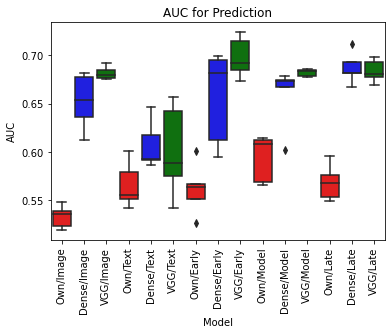 AUC for Prediction
AUC
0.70
0.65
0.60
0.55
Own/Image
Dense/Image
VGG/Image
Own/Text
Dense/Text
VGG/Text
Own/Early
Dense/Early
VGG/Early
Own/Model
Dense/Model
VGG/Model
Own/Late
Dense/Late
VGG/Late
Model